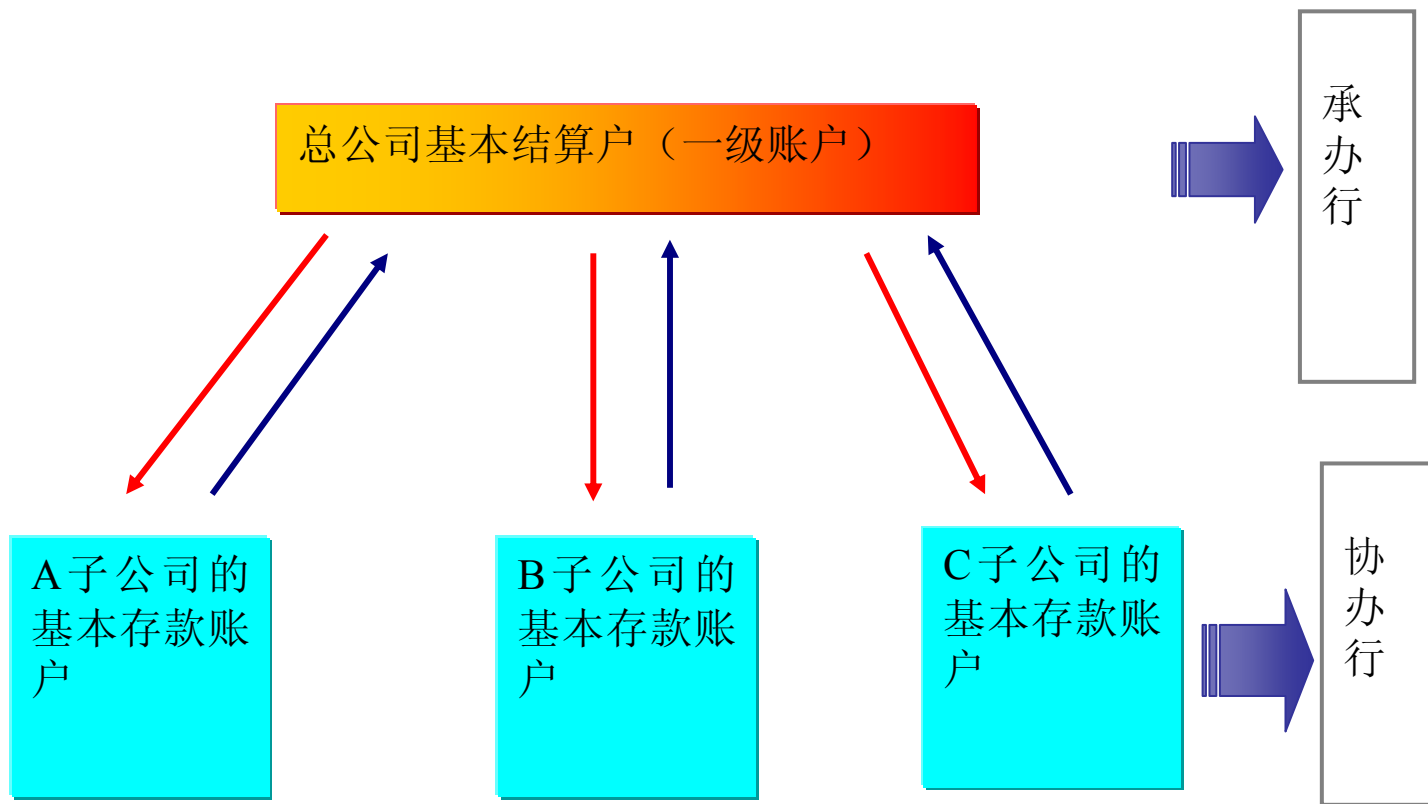 总公司基本结算户（一级账户）
承
办
行
A子公司的
基本存款账
户
B子公司的
基本存款账
户
C子公司的
基本存款账
户
协
办
行